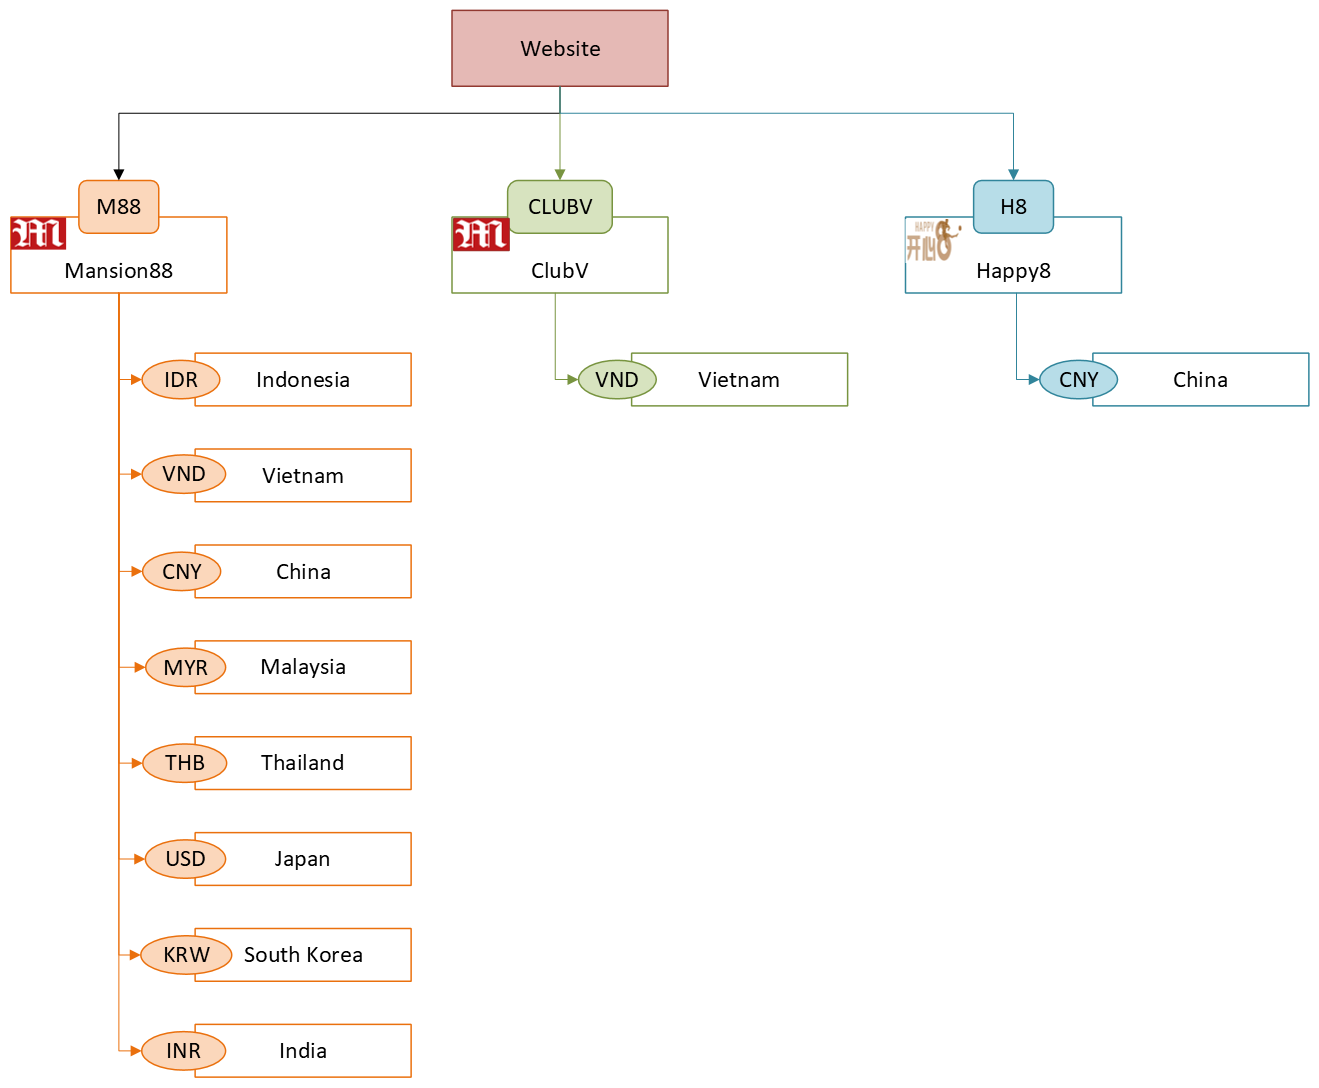 Website
M88
Mansion88
CLUBV
ClubV
H8
HAPPY
开心8
Happy8
IDR Indonesia
VND Vietnam
CNY China
VND Vietnam
CNY China
MYR Malaysia
THB Thailand
USD Japan
KRW South Korea
INR India
M
M